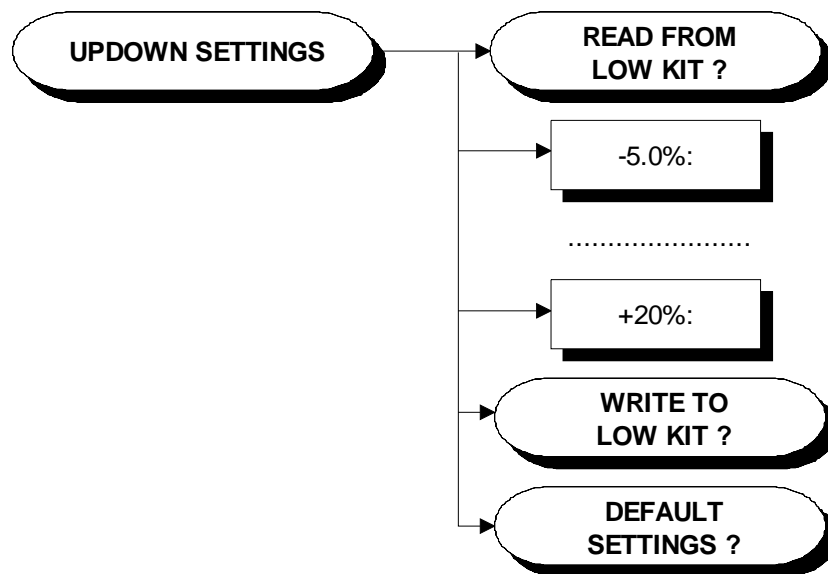 UPDOWN SETTINGS
READ FROM
LOW KIT ?
-5.0%:
.......................
+20%:
WRITE TO
LOW KIT ?
DEFAULT
SETTINGS ?